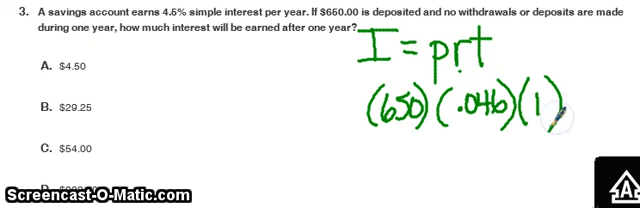 3. A savings account earns 4.5% simple interest per year. If $650.00 is deposited and no withdrawals or deposits are made
during one year, how much interest will be earned after one year?
I = prt
A. $4.50
B. $29.25
(650)(.046)(1)
C. $54.00
Screencast-O-Matic.com
A